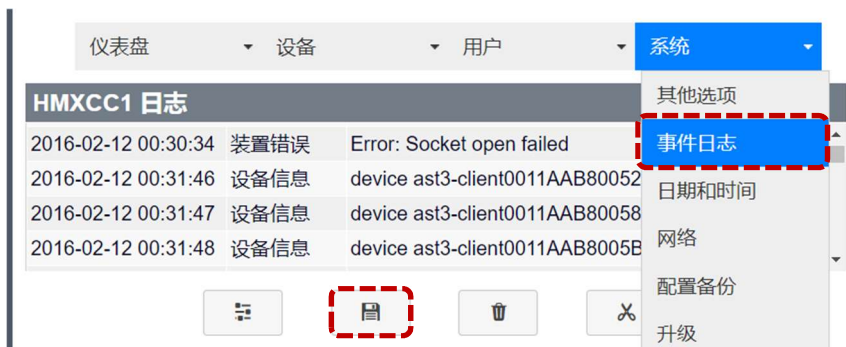 仪表盘 设备 用户 系统
其他选项
HMXCC1 日志
事件日志
2016-02-12 00:30:34 装置错误 Error: Socket open failed
2016-02-12 00:31:46 设备信息 device ast3-client0011AAB80052
日期和时间
2016-02-12 00:31:47 设备信息 device ast3-client0011AAB80058
网络
2016-02-12 00:31:48 设备信息 device ast3-client0011AAB8005B
配置备份
升级